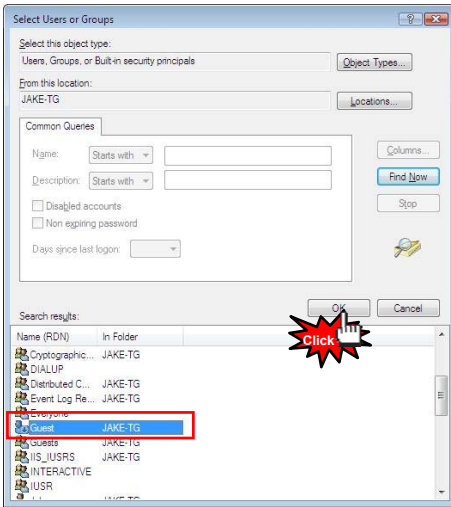 Select Users or Groups
Select this object type:
Users, Groups, or Built-in security principals
Object Types...
From this location:
JAKE-TG
Locations...
Common Queries
Name:
Starts with
Columns...
Description:
Starts with
Find Now
Disabled accounts
Stop
Non expiring password
Days since last logon:
OK
Cancel
Click
Search results:
Name (RDN) In Folder
Cryptographic... JAKE-TG
DIALUP
Distributed C... JAKE-TG
Event Log Re... JAKE-TG
Everyone
Guest JAKE-TG
Guests JAKE-TG
IIS_IUSRS JAKE-TG
INTERACTIVE
IUSR
JAKE-TG